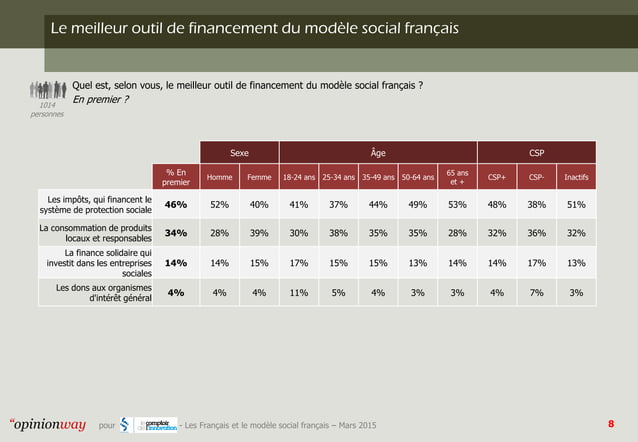 Le meilleur outil de financement du modèle social français
Quel est, selon vous, le meilleur outil de financement du modèle social français ?
En premier ?
1014
personnes
Sexe Âge CSP
% En
premier
Homme Femme 18-24 ans 25-34 ans 35-49 ans 50-64 ans 65 ans
et + CSP+ CSP- Inactifs
Les impôts, qui financent le
système de protection sociale
46% 52% 40% 41% 37% 44% 49% 53% 48% 38% 51%
La consommation de produits
locaux et responsables
34% 28% 39% 30% 38% 35% 35% 28% 32% 36% 32%
La finance solidaire qui
investit dans les entreprises
sociales
14% 14% 15% 17% 15% 15% 13% 14% 14% 17% 13%
Les dons aux organismes
d'intérêt général
4% 4% 4% 11% 5% 4% 3% 3% 4% 7% 3%
“opinionway pour le comptoir de l'innovation - Les Français et le modèle social français – Mars 2015
8